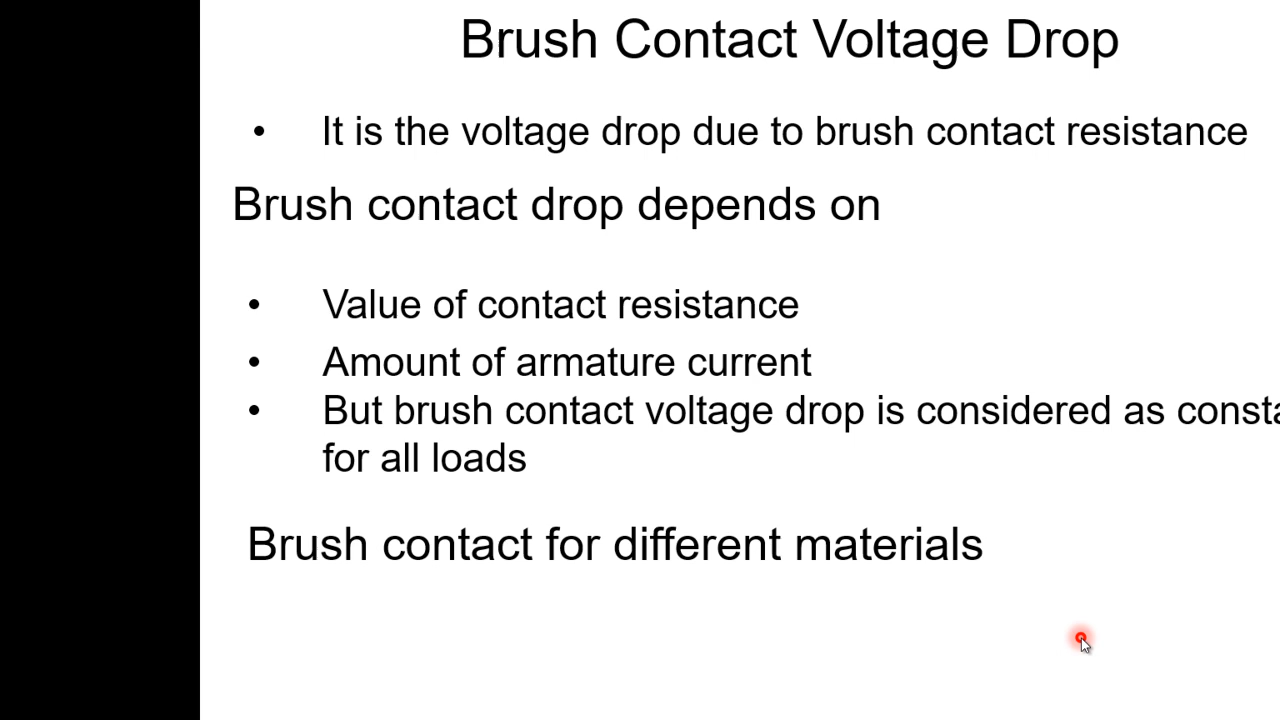 Brush Contact Voltage Drop
• It is the voltage drop due to brush contact resistance
Brush contact drop depends on
• Value of contact resistance
• Amount of armature current
• But brush contact voltage drop is considered as consta
for all loads
Brush contact for different materials